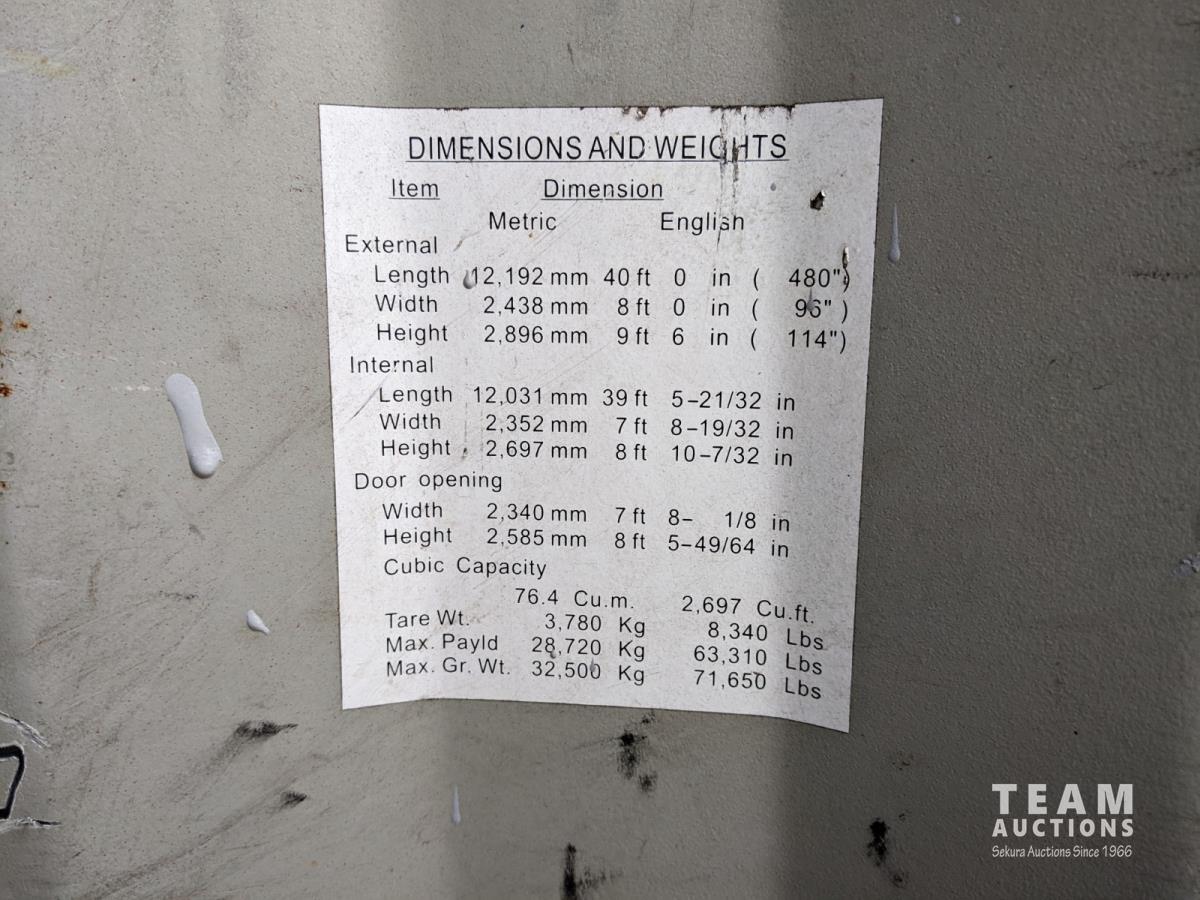 DIMENSIONS AND WEIGHTS
Item Dimension
Metric English
External
Length 12,192 mm 40 ft 0 in ( 480")
Width 2,438 mm 8 ft 0 in ( 96" )
Height 2,896 mm 9 ft 6 in ( 114")
Internal
Length 12,031 mm 39 ft 5-21/32 in
Width 2,352 mm 7 ft 8-19/32 in
Height 2,697 mm 8 ft 10-7/32 in
Door opening
Width 2,340 mm 7 ft 8- 1/8 in
Height 2,585 mm 8 ft 5-49/64 in
Cubic Capacity
76.4 Cu.m. 2,697 Cu.ft.
Tare Wt. 3,780 Kg 8,340 Lbs
Max. Payld 28,720 Kg 63,310 Lbs
Max. Gr. Wt. 32,500 Kg 71,650 Lbs
TEAM
AUCTIONS
Sekura Auctions Since 1966